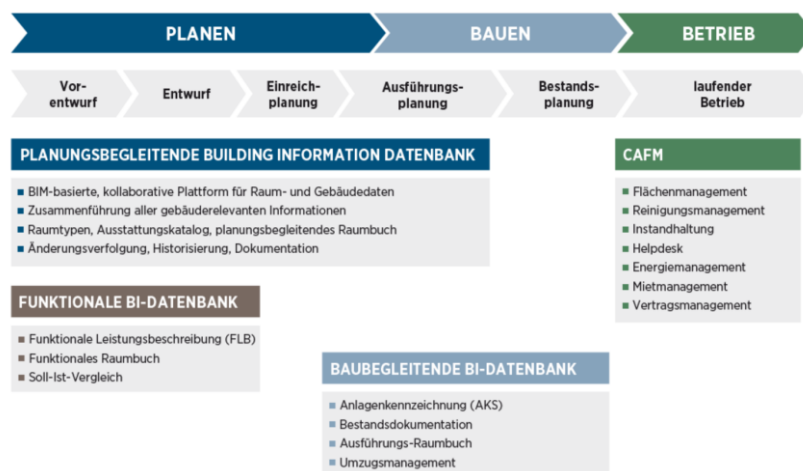 PLANEN
BAUEN
BETRIEB
Vor-
entwurf
Entwurf
Einreich-
planung
Ausführungs-
planung
Bestands-
planung
laufender
Betrieb
PLANUNGSBEGLEITENDE BUILDING INFORMATION DATENBANK
BIM-basierte, kollaborative Plattform für Raum- und Gebäudedaten
Zusammenführung aller gebäuderelevanten Informationen
Raumtypen, Ausstattungskatalog, planungsbegleitendes Raumbuch
Änderungsverfolgung, Historisierung, Dokumentation
CAFM
Flächenmanagement
Reinigungsmanagement
Instandhaltung
Helpdesk
Energiemanagement
Mietmanagement
Vertragsmanagement
FUNKTIONALE BI-DATENBANK
Funktionale Leistungsbeschreibung (FLB)
Funktionales Raumbuch
Soll-Ist-Vergleich
BAUBEGLEITENDE BI-DATENBANK
Anlagenkennzeichnung (AKS)
Bestandsdokumentation
Ausführungs-Raumbuch
Umzugsmanagement